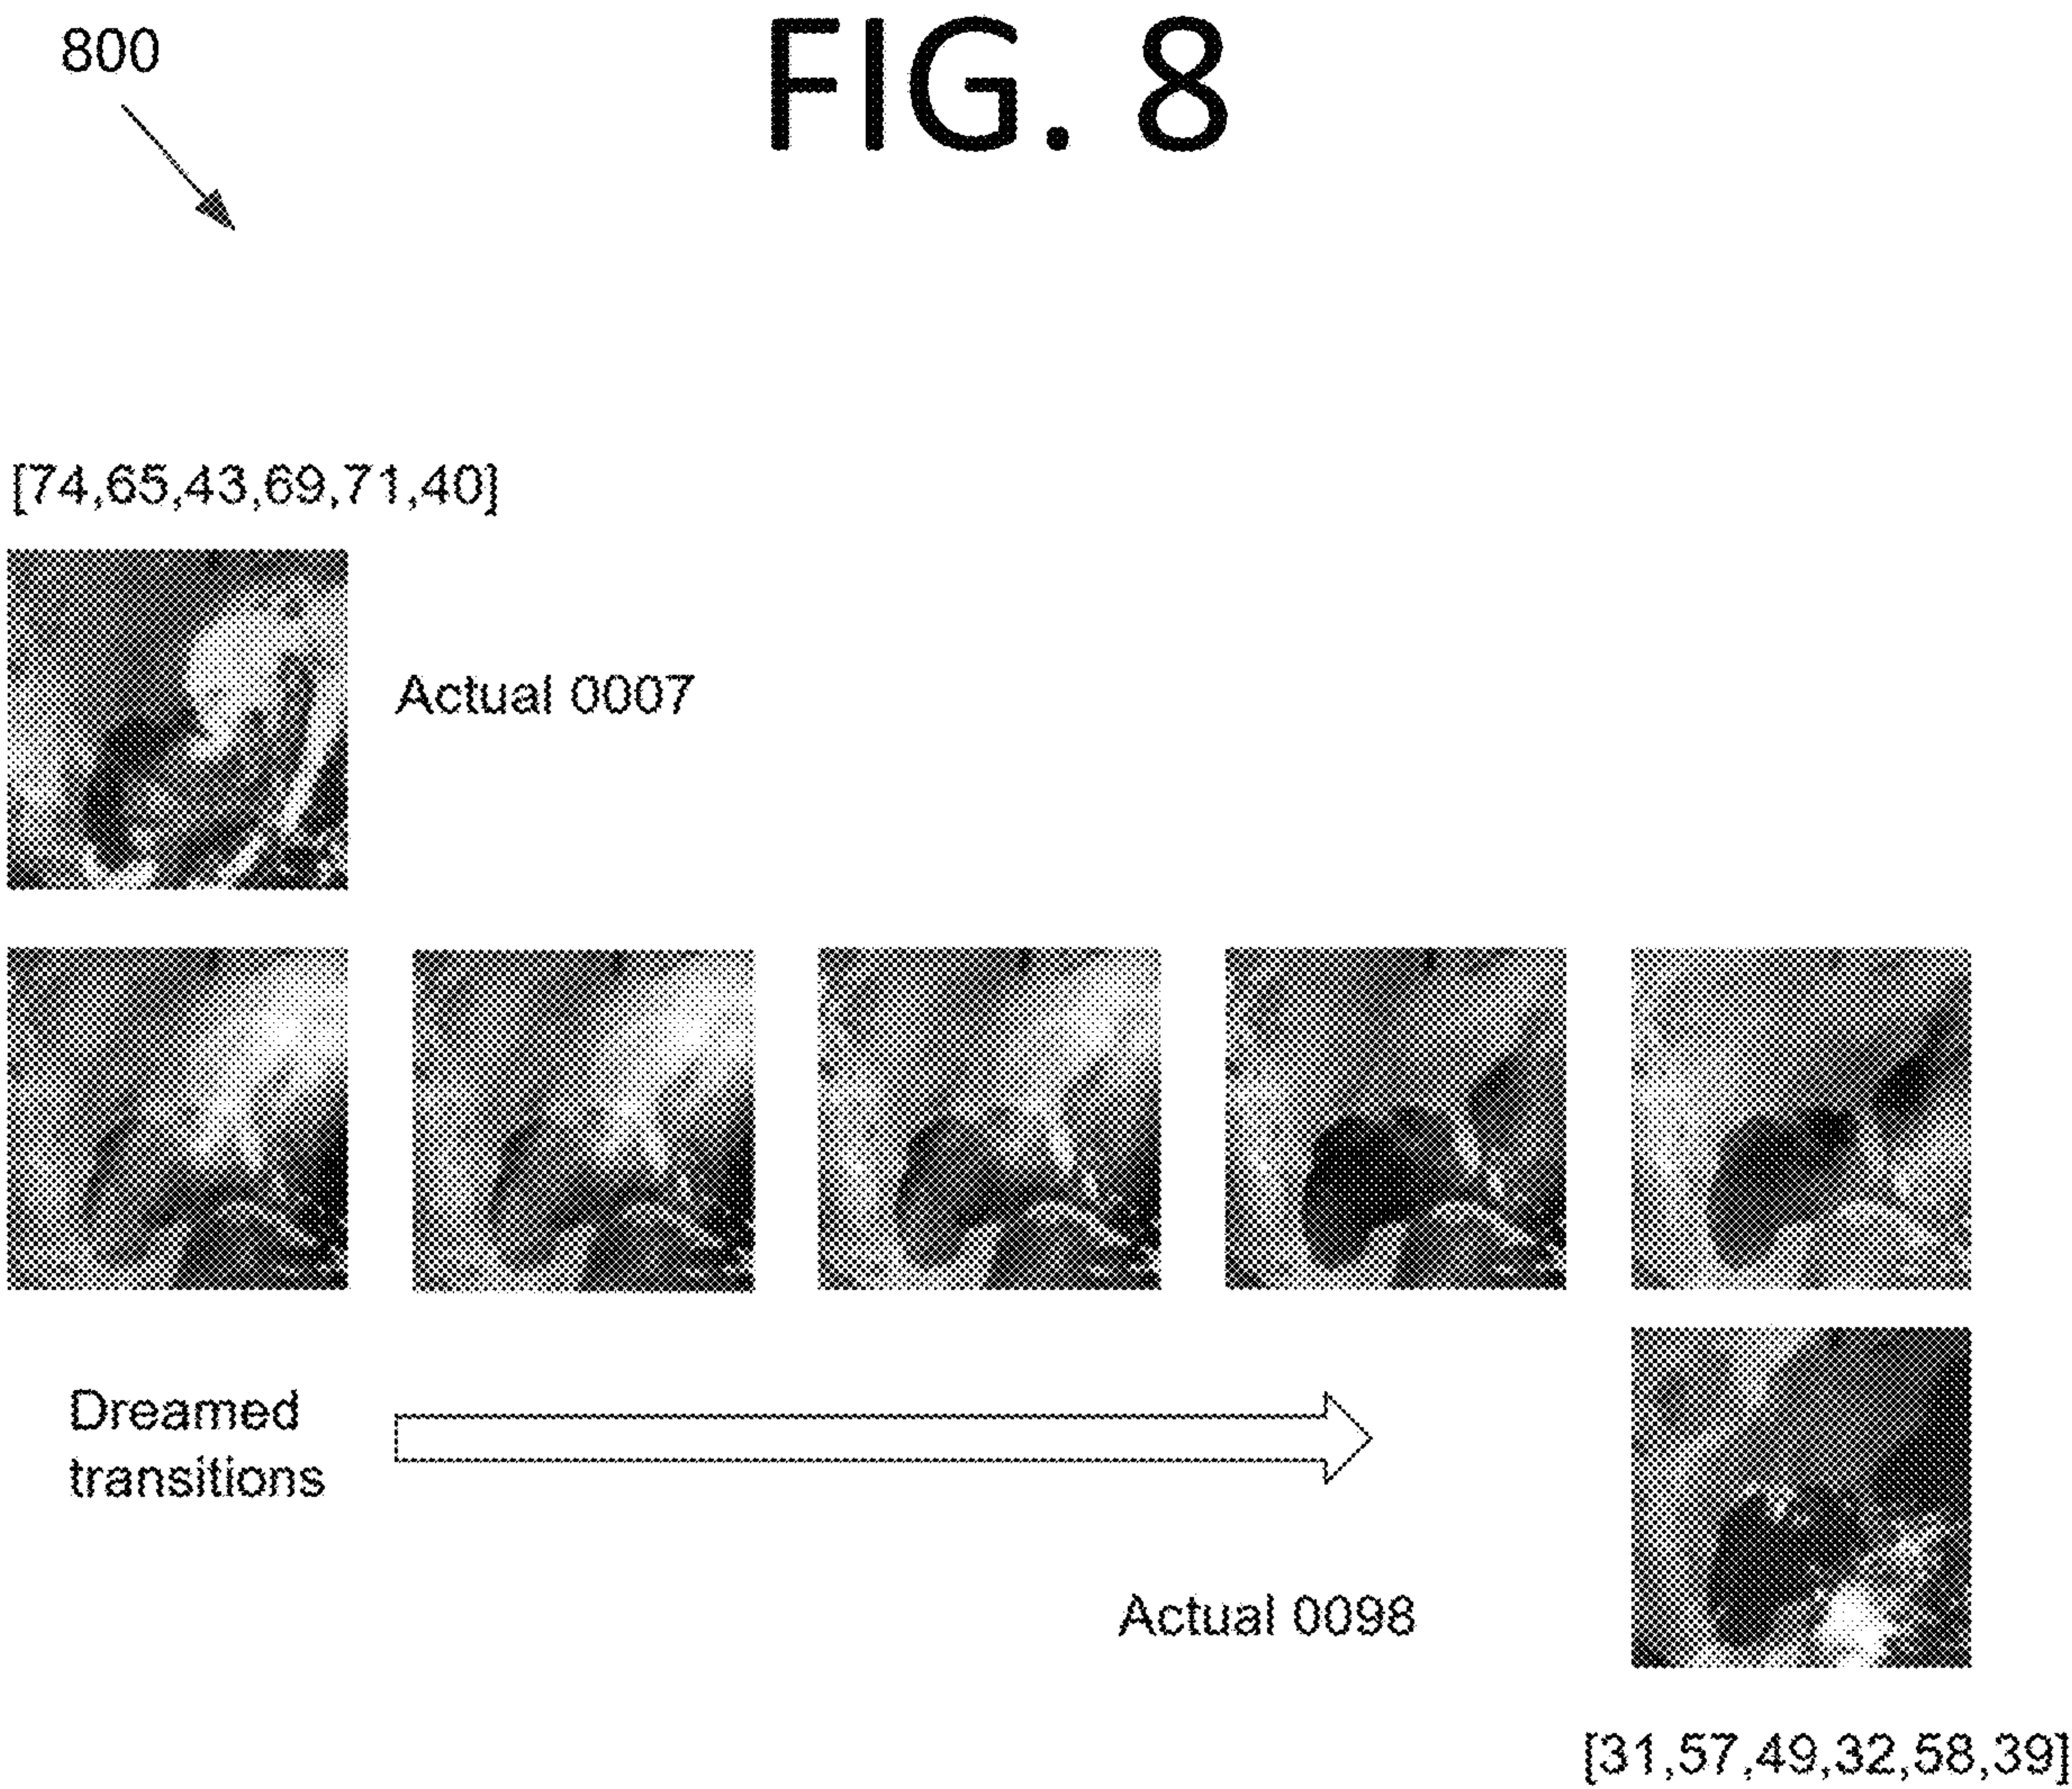 FIG. 8
800
[74,65,43,69,71,40]
Actual 0007
Dreamed
transitions
Actual 0098
[31,57,49,32,58,39]